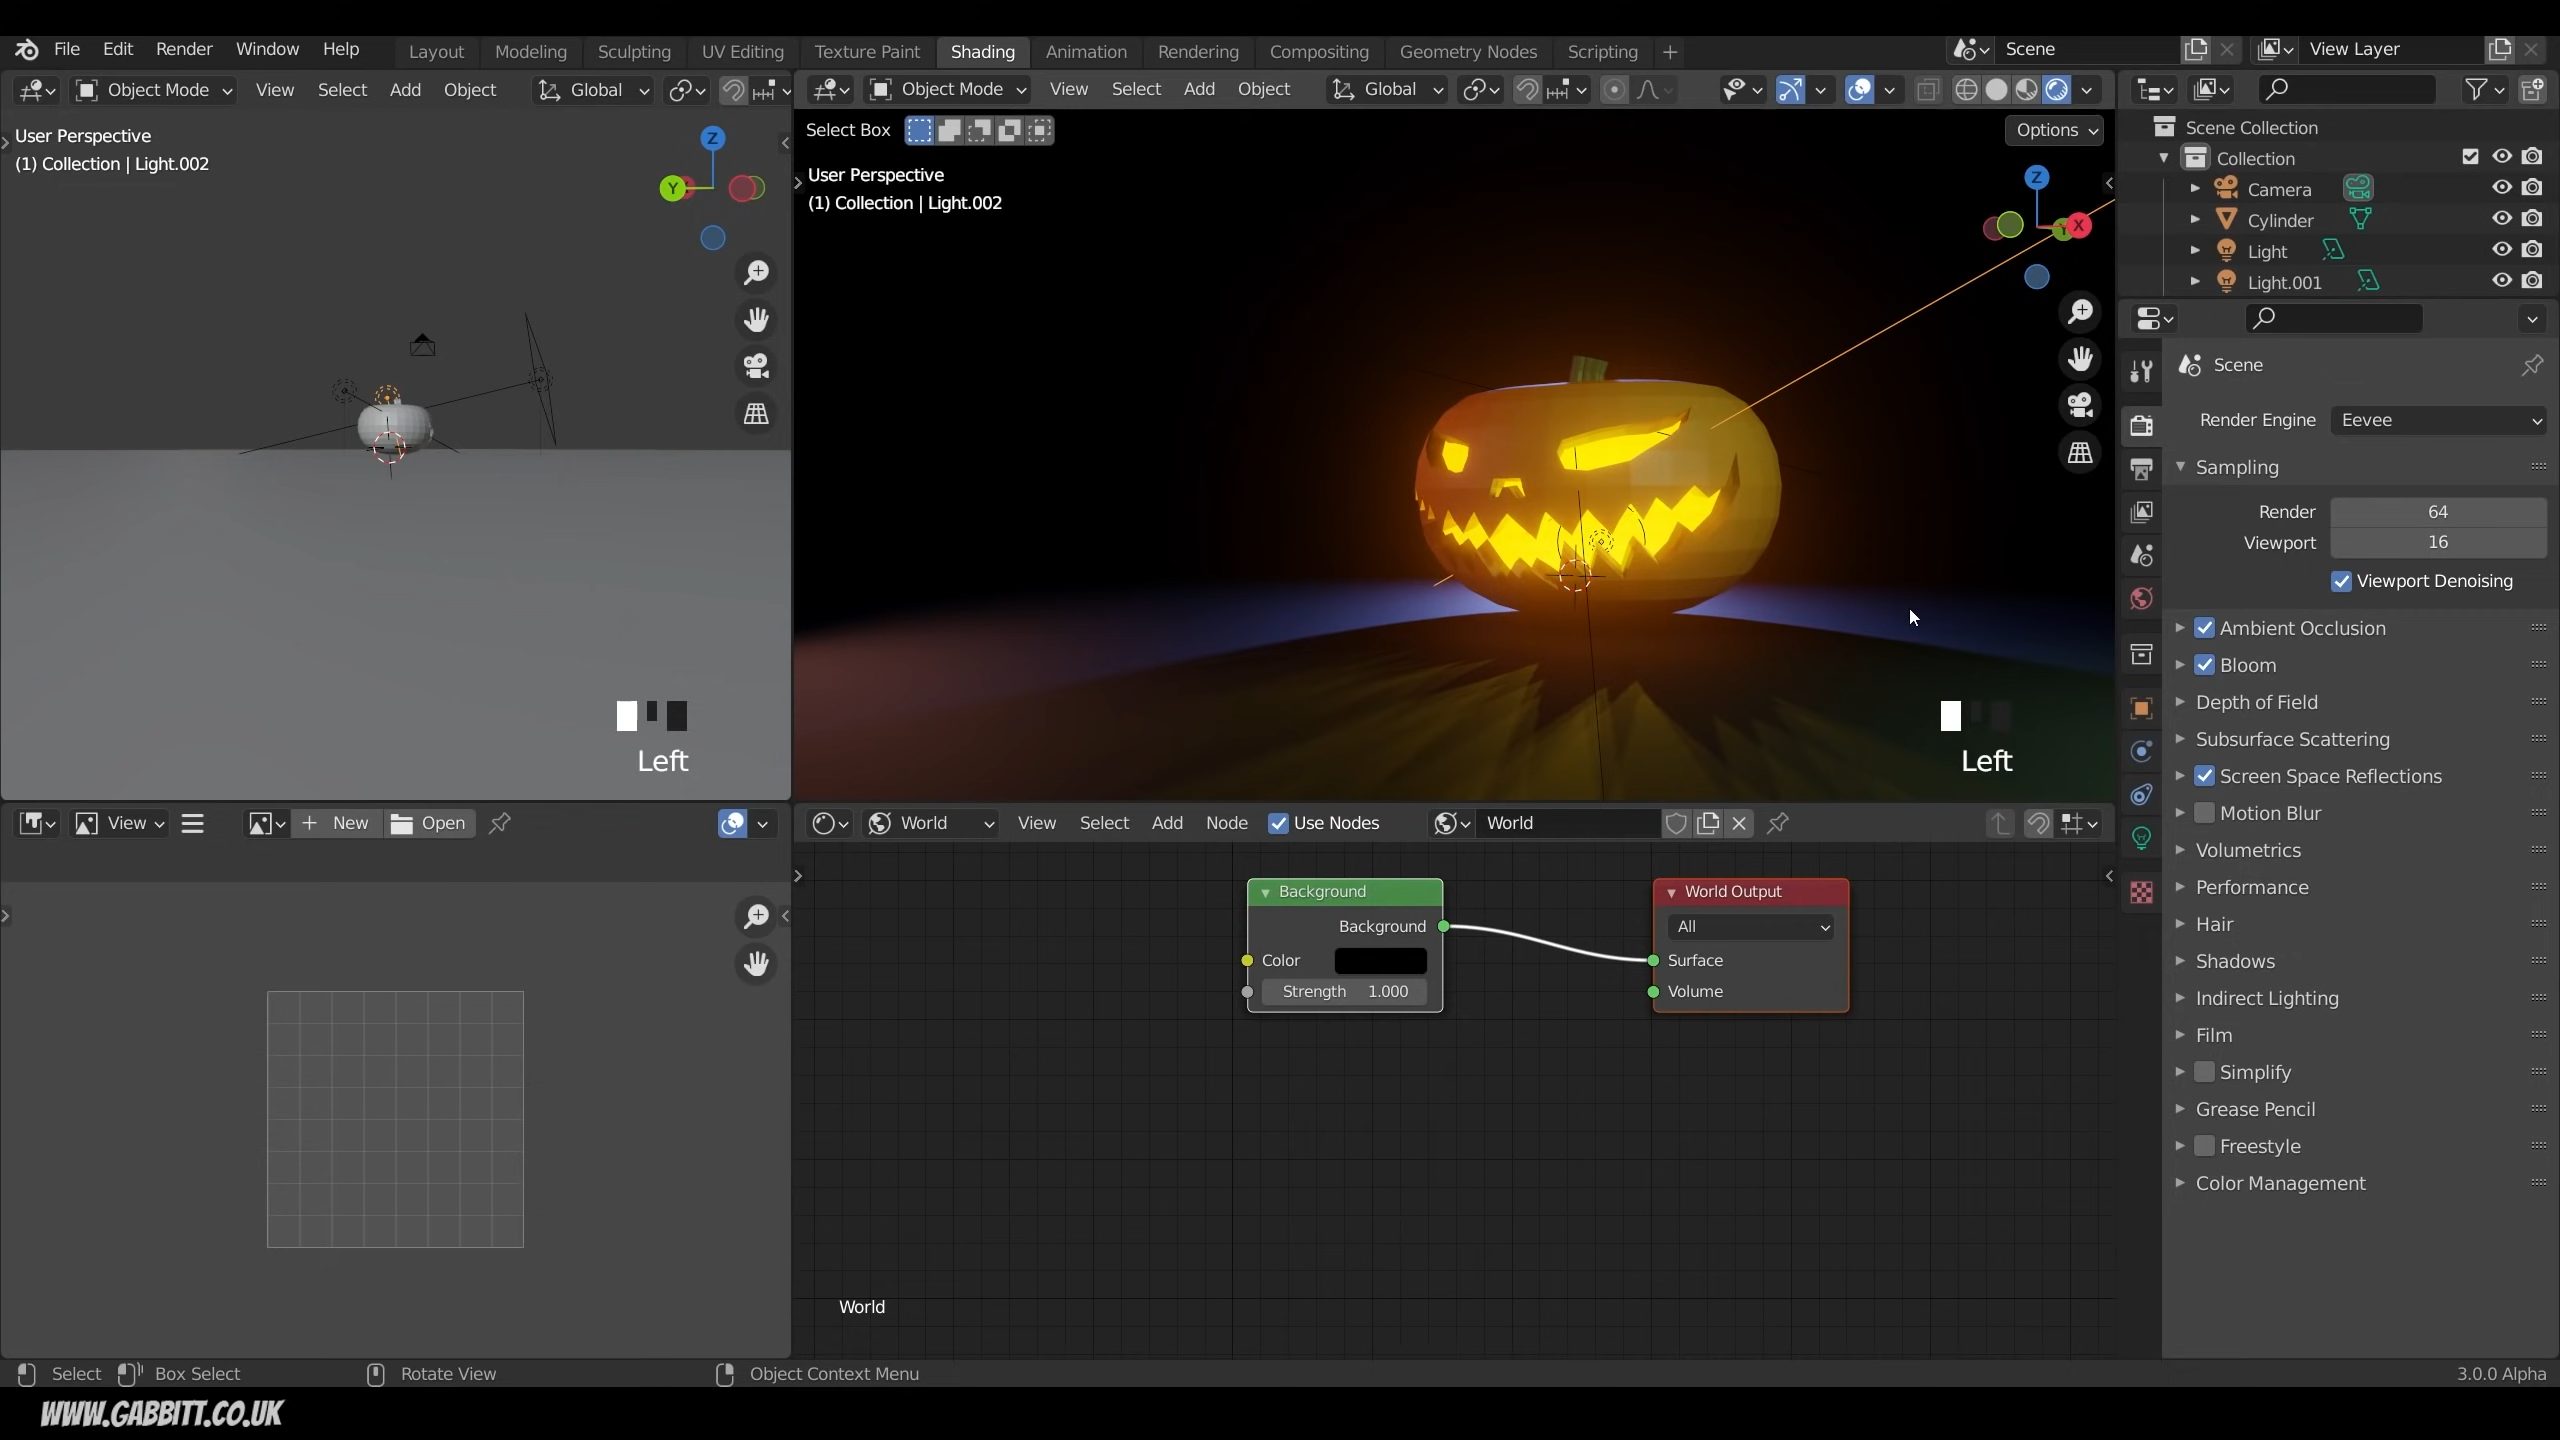 File Edit Render Window Help Layout Modeling Sculpting UV Editing Texture Paint Shading Animation Rendering Compositing Geometry Nodes Scripting + Scene View Layer
Object Mode View Select Add Object Global
Object Mode View Select Add Object Global
Select Box Options
User Perspective
(1) Collection | Light.002
Z
Y
User Perspective
(1) Collection | Light.002
Z
Y X
Left
Left
Scene Collection
Collection
Camera
Cylinder
Light
Light.001
Scene
Render Engine Eevee
Sampling
Render 64
Viewport 16
Viewport Denoising
Ambient Occlusion
Bloom
Depth of Field
Subsurface Scattering
Screen Space Reflections
Motion Blur
Volumetrics
Performance
Hair
Shadows
Indirect Lighting
Film
Simplify
Grease Pencil
Freestyle
Color Management
View + New Open
World View Select Add Node Use Nodes World
Background
Background
Color
Strength 1.000
World Output
All
Surface
Volume
World
Select Box Select Rotate View Object Context Menu 3.0.0 Alpha
WWW.GABBITT.CO.UK